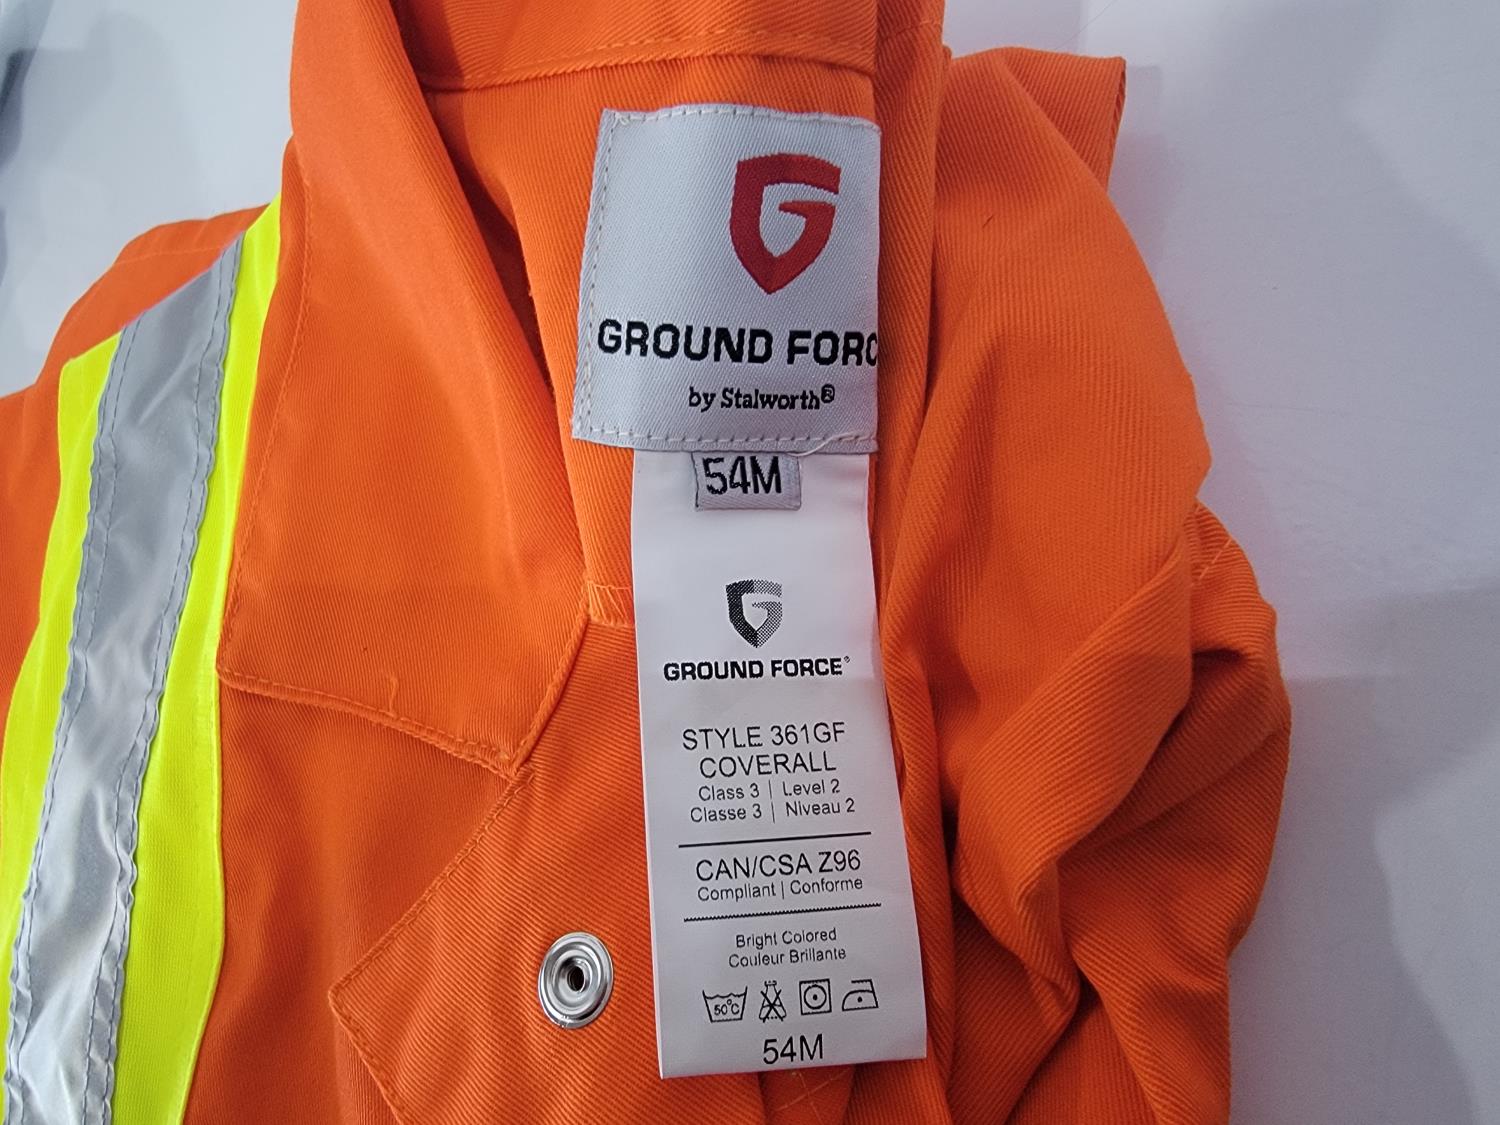 G
GROUND FORC
by Stalworth®
54M
G
GROUND FORCE®
STYLE 361GF
COVERALL
Class 3 | Level 2
Classe 3 | Niveau 2
CAN/CSA Z96
Compliant | Conforme
Bright Colored
Couleur Brillante
50°C
54M